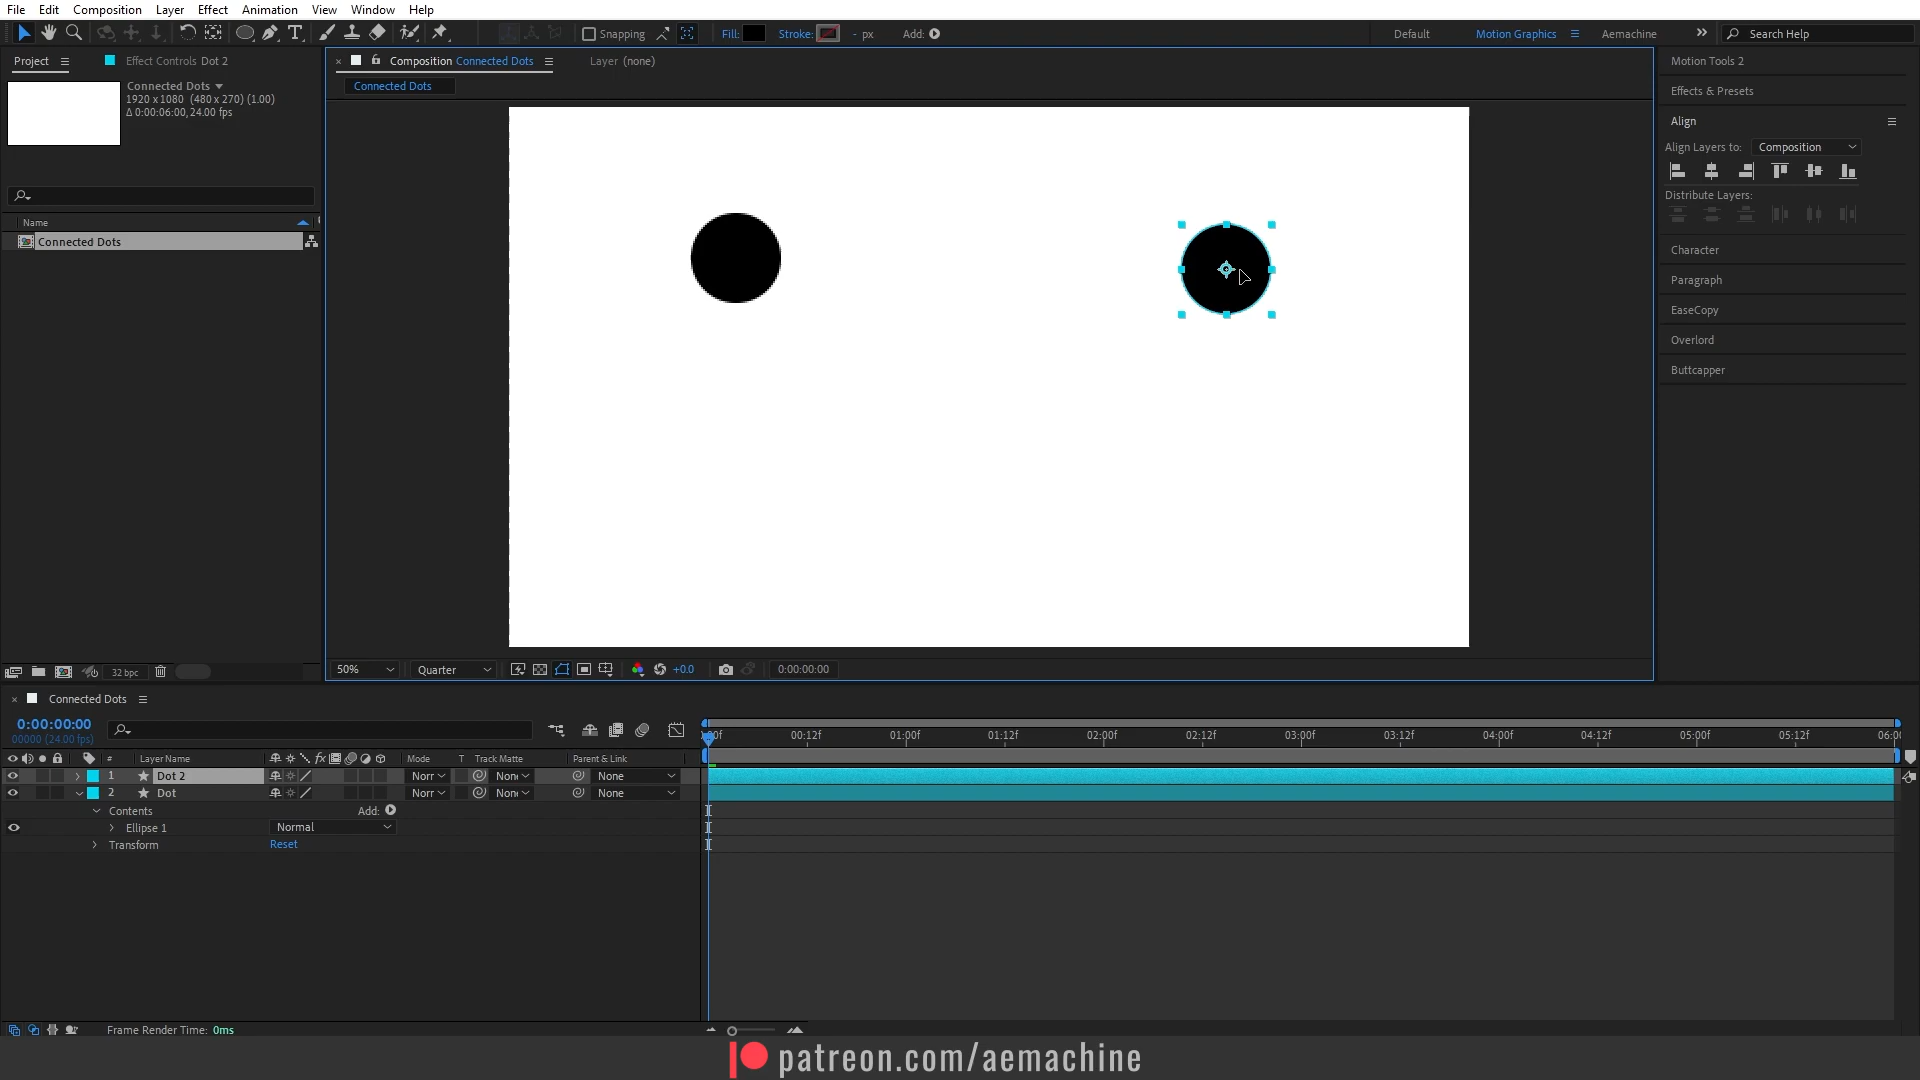 File Edit Composition Layer Effect Animation View Window Help
Snapping Fill: Stroke: - px Add: Default Motion Graphics Aemachine Search Help
Project Effect Controls Dot 2 Composition Connected Dots Layer (none) Motion Tools 2
Connected Dots
1920 x 1080 (480 x 270) (1.00)
Δ 0:00:06:00, 24.00 fps
Connected Dots
Effects & Presets
Align
Align Layers to: Composition
Distribute Layers:
Character
Paragraph
EaseCopy
Overlord
Buttcapper
Name
Connected Dots
32 bpc
50% Quarter +0.0 0:00:00:00
Connected Dots
0:00:00:00
00000 (24.00 fps)
00:12f 01:00f 01:12f 02:00f 02:12f 03:00f 03:12f 04:00f 04:12f 05:00f 05:12f
# Layer Name fx Mode T Track Matte Parent & Link
1 Dot 2 None
2 Dot None
Contents Add:
Ellipse 1 Normal
Transform Reset
Frame Render Time: 0ms
patreon.com/aemachine